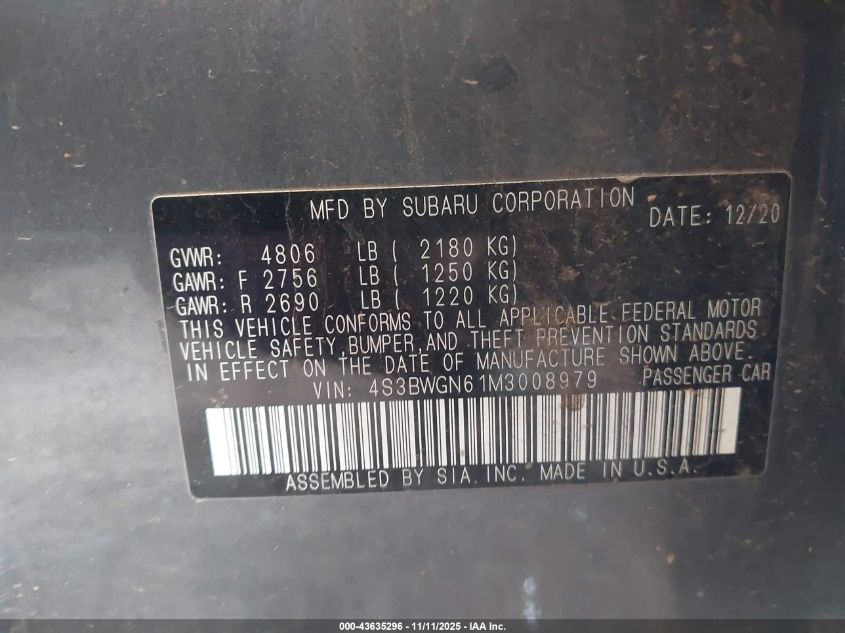 MFD BY SUBARU CORPORATION DATE: 12/20
GVWR: 4806 LB ( 2180 KG)
GAWR: F 2756 LB ( 1250 KG)
GAWR: R 2690 LB ( 1220 KG)
THIS VEHICLE CONFORMS TO ALL APPLICABLE FEDERAL MOTOR
VEHICLE SAFETY, BUMPER, AND THEFT PREVENTION STANDARDS
IN EFFECT ON THE DATE OF MANUFACTURE SHOWN ABOVE.
VIN: 4S3BWGN61M3008979 PASSENGER CAR
ASSEMBLED BY SIA. INC. MADE IN U.S.A.
000-43635296 - 11/11/2025 - IAA Inc.